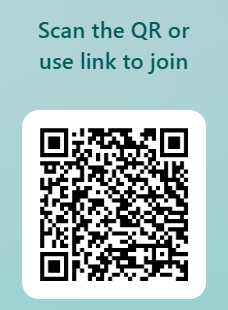 Scan the QR or
use link to join